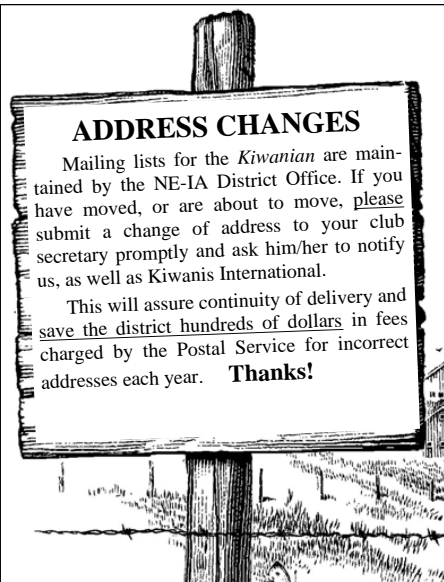 ADDRESS CHANGES
Mailing lists for the Kiwanian are main-
tained by the NE-IA District Office. If you
have moved, or are about to move, please
submit a change of address to your club
secretary promptly and ask him/her to notify
us, as well as Kiwanis International.
This will assure continuity of delivery and
save the district hundreds of dollars in fees
charged by the Postal Service for incorrect
addresses each year. Thanks!